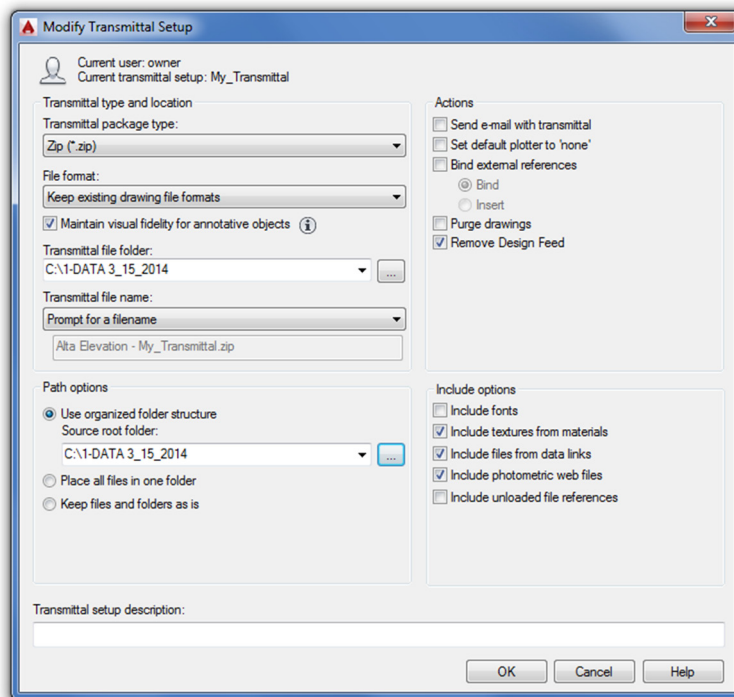 Modify Transmittal Setup
Current user: owner
Current transmittal setup: My_Transmittal
Transmittal type and location
Transmittal package type:
Zip (*.zip)
File format:
Keep existing drawing file formats
Maintain visual fidelity for annotative objects
Transmittal file folder:
C:\1-DATA 3_15_2014
...
Transmittal file name:
Prompt for a filename
Alta Elevation - My_Transmittal.zip
Path options
Use organized folder structure
Source root folder:
C:\1-DATA 3_15_2014
...
Place all files in one folder
Keep files and folders as is
Actions
Send e-mail with transmittal
Set default plotter to 'none'
Bind external references
Bind
Insert
Purge drawings
Remove Design Feed
Include options
Include fonts
Include textures from materials
Include files from data links
Include photometric web files
Include unloaded file references
Transmittal setup description:
OK
Cancel
Help